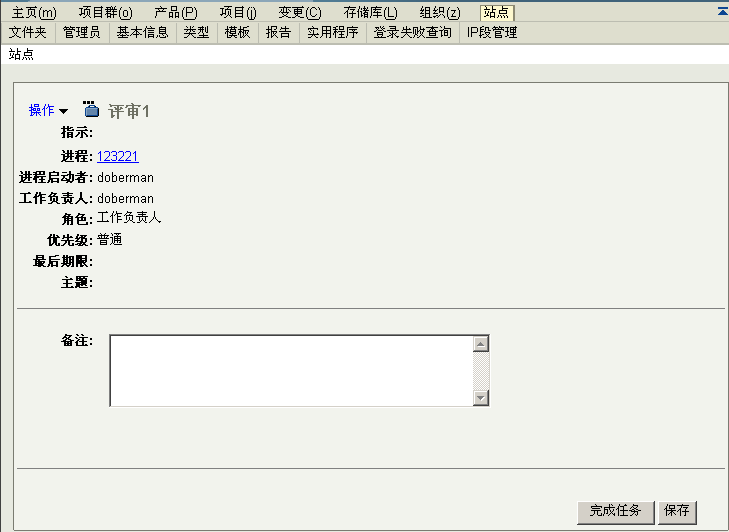 主页(m) 项目群(o) 产品(P) 项目(j) 变更(C) 存储库(L) 组织(z) 站点
文件夹 管理员 基本信息 类型 模板 报告 实用程序 登录失败查询 IP段管理
站点
操作 评审1
指示:
进程: 123221
进程启动者: doberman
工作负责人: doberman
角色: 工作负责人
优先级: 普通
最后期限:
主题:
备注:
完成任务 保存